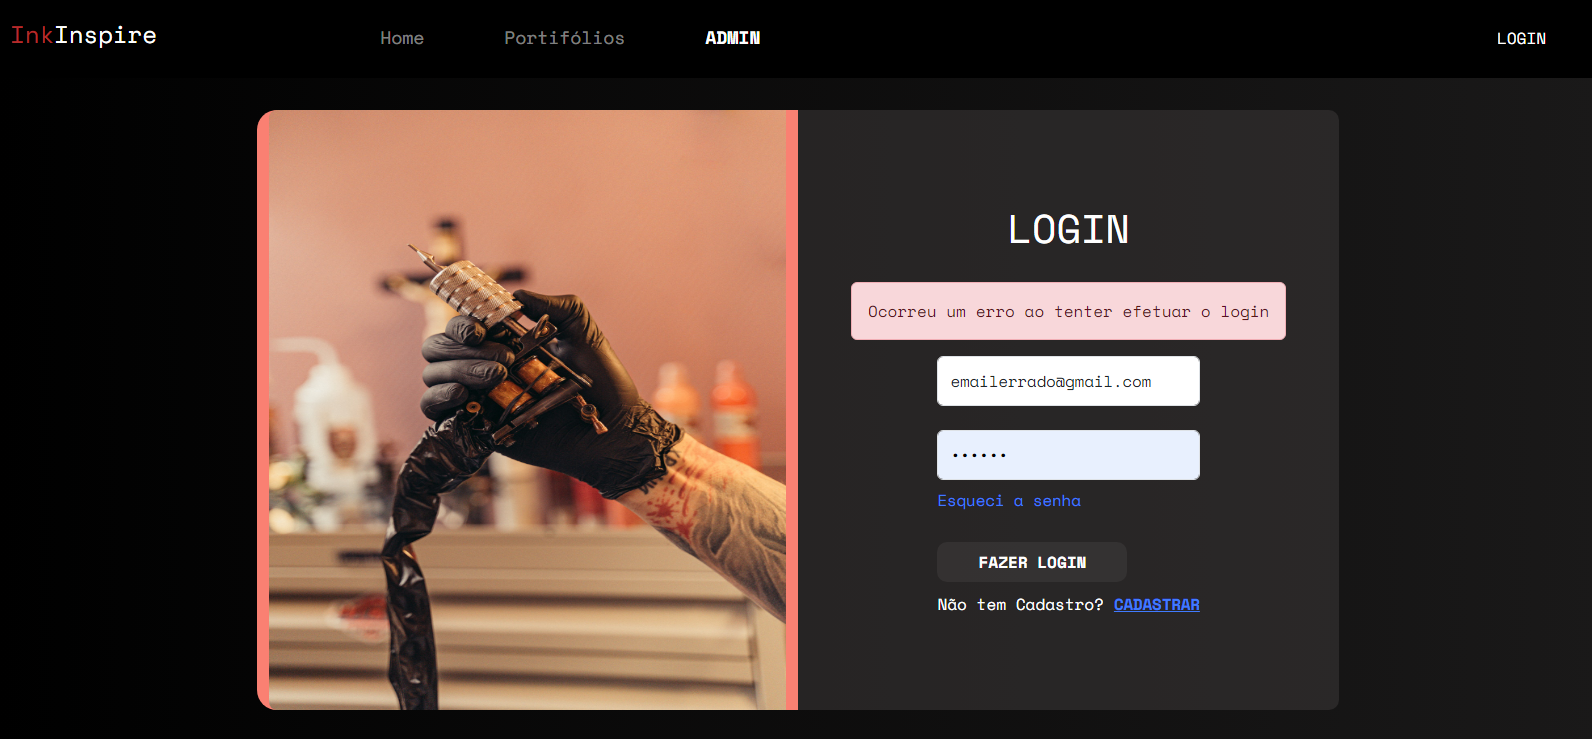 InkInspire
Home
Portifólios
ADMIN
LOGIN
LOGIN
Ocorreu um erro ao tenter efetuar o login
emailerrado@gmail.com
••••••
Esqueci a senha
FAZER LOGIN
Não tem Cadastro? CADASTRAR